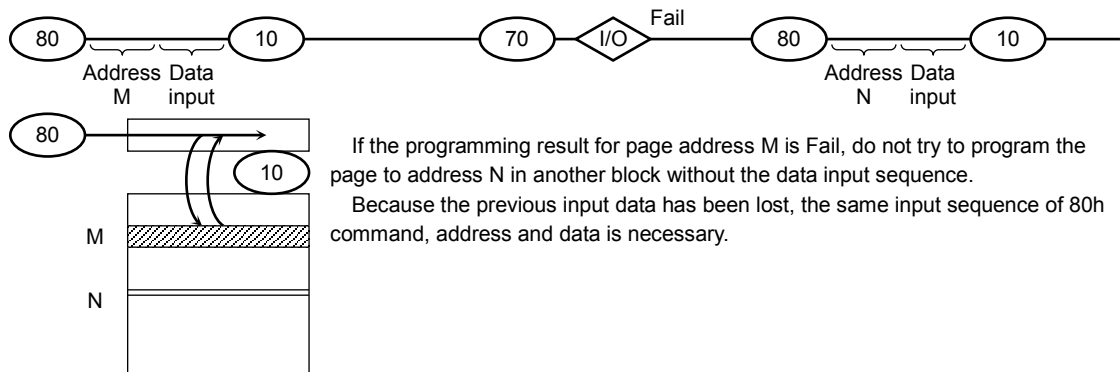 Fail
80 10 70 I/O 80 10
Address Data Address Data
M input N input
80
If the programming result for page address M is Fail, do not try to program the
page to address N in another block without the data input sequence.
10
Because the previous input data has been lost, the same input sequence of 80h
command, address and data is necessary.
M
N